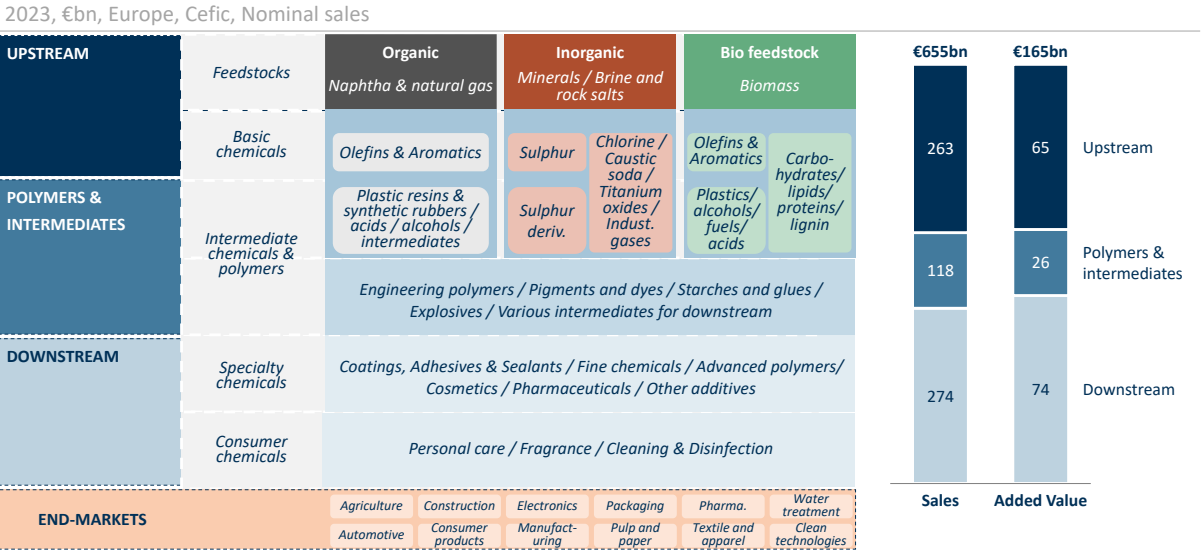 2023, €bn, Europe, Cefic, Nominal sales
UPSTREAM
Feedstocks
Organic
Naphtha & natural gas
Inorganic
Minerals / Brine and
rock salts
Bio feedstock
Biomass
Basic
chemicals
Olefins & Aromatics
Sulphur
Chlorine /
Caustic
soda /
Titanium
oxides /
Indust.
gases
Olefins &
Aromatics
Carbo-
hydrates/
lipids/
proteins/
lignin
POLYMERS &
INTERMEDIATES
Intermediate
chemicals &
polymers
Plastic resins &
synthetic rubbers /
acids / alcohols /
intermediates
Sulphur
deriv.
Plastics/
alcohols/
fuels/
acids
Engineering polymers / Pigments and dyes / Starches and glues /
Explosives / Various intermediates for downstream
DOWNSTREAM
Specialty
chemicals
Coatings, Adhesives & Sealants / Fine chemicals / Advanced polymers/
Cosmetics / Pharmaceuticals / Other additives
Consumer
chemicals
Personal care / Fragrance / Cleaning & Disinfection
END-MARKETS
Agriculture
Construction
Electronics
Packaging
Pharma.
Water
treatment
Automotive
Consumer
products
Manufact-
uring
Pulp and
paper
Textile and
apparel
Clean
technologies
€655bn
€165bn
263
65
Upstream
118
26
Polymers &
intermediates
274
74
Downstream
Sales
Added Value